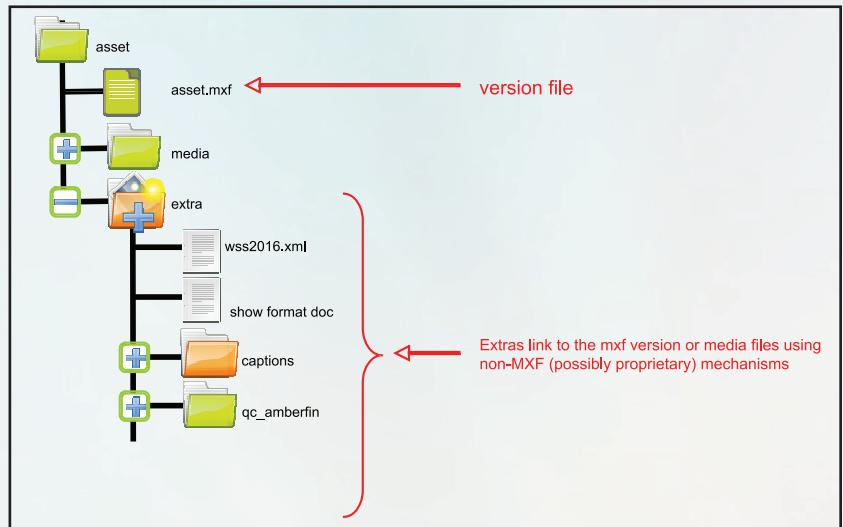 asset
asset.mxf
version file
media
extra
wss2016.xml
show format doc
Extras link to the mxf version or media files using
non-MXF (possibly proprietary) mechanisms
captions
qc_amberfin